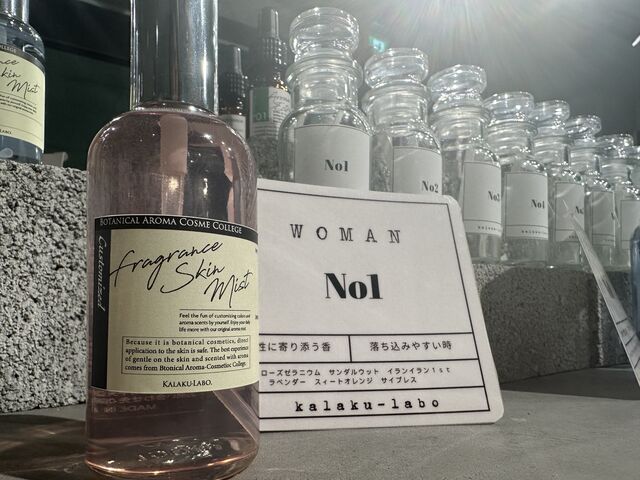 BOTANICAL AROMA COSME COLLEGE
Customized
Fragrance
Skin
Mist
Feel the fun of customizing colors and
aroma scents by yourself. Enjoy your daily
life more with our original aroma mist.
Because it is botanical cosmetics, direct
application to the skin is safe. The best experience
of gentle on the skin and scented with aroma
comes from Btonical Aroma-Cosmetioc College.
KALAKU-LABO.
WOMAN
No1
性に寄り添う香
落ち込みやすい時
ローズゼラニウム サンダルウッド イランイラン1st
ラベンダー スィートオレンジ サイプレス
kalaku-labo
No1
No2
Skin
Mist
LABO.